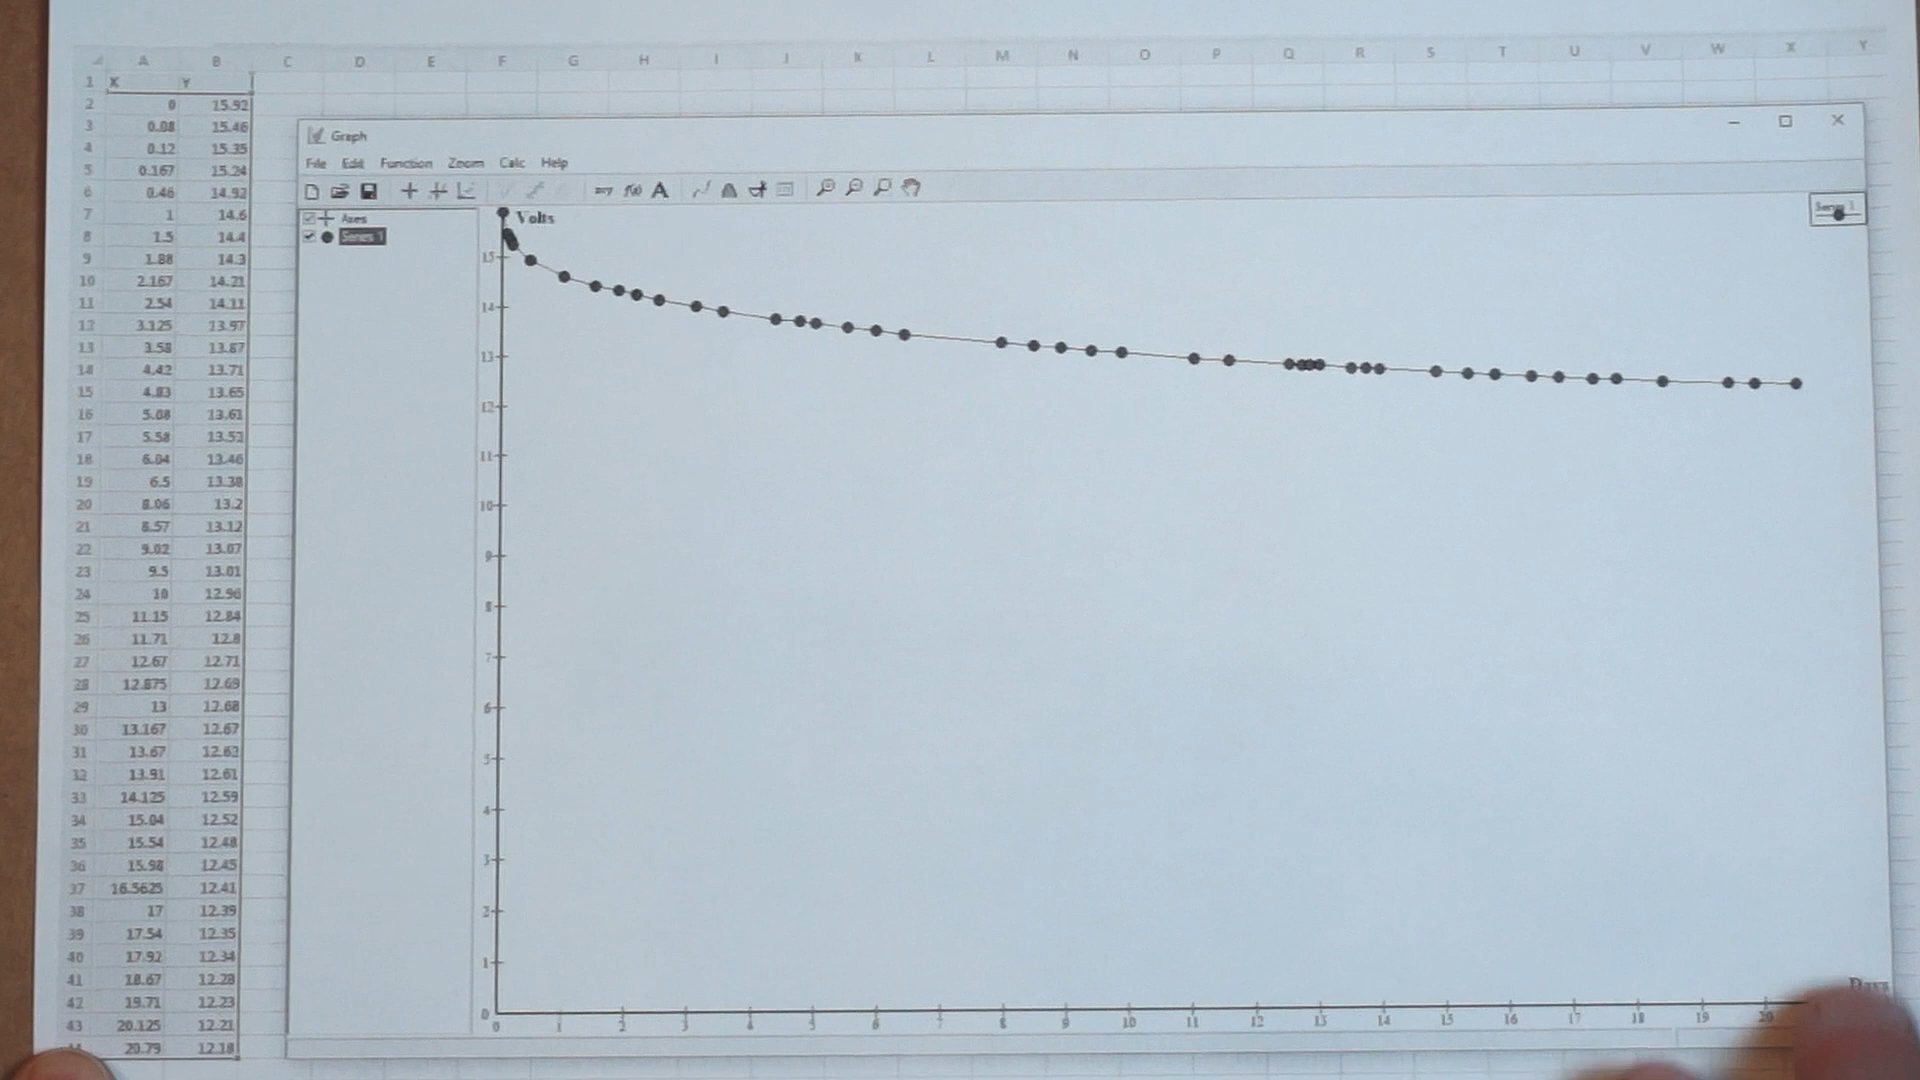 A B C D E F G H I J K L M N O P Q R S T U V W X Y
1 X Y
2 0 15.92
3 0.08 15.46
4 0.12 15.35
5 0.167 15.24
6 0.46 14.92
7 1 14.6
8 1.5 14.4
9 1.88 14.3
10 2.167 14.21
11 2.54 14.11
12 3.125 13.97
13 3.58 13.87
14 4.42 13.71
15 4.83 13.65
16 5.08 13.61
17 5.58 13.52
18 6.04 13.46
19 6.5 13.38
20 8.06 13.2
21 8.57 13.12
22 9.02 13.07
23 9.5 13.01
24 10 12.96
25 11.15 12.84
26 11.71 12.8
27 12.67 12.71
28 12.875 12.69
29 13 12.68
30 13.167 12.67
31 13.67 12.63
32 13.91 12.61
33 14.125 12.59
34 15.04 12.52
35 15.54 12.48
36 15.98 12.45
37 16.5625 12.41
38 17 12.39
39 17.54 12.35
40 17.92 12.34
41 18.67 12.28
42 19.71 12.23
43 20.125 12.21
20.79 12.18
Graph
File Edit Function Zoom Calc Help
Axes
Series 1
Volts
Series 1
15
14
13
12
11
10
9
8
7
6
5
4
3
2
1
0
0 1 2 3 4 5 6 7 8 9 10 11 12 13 14 15 16 17 18 19 20